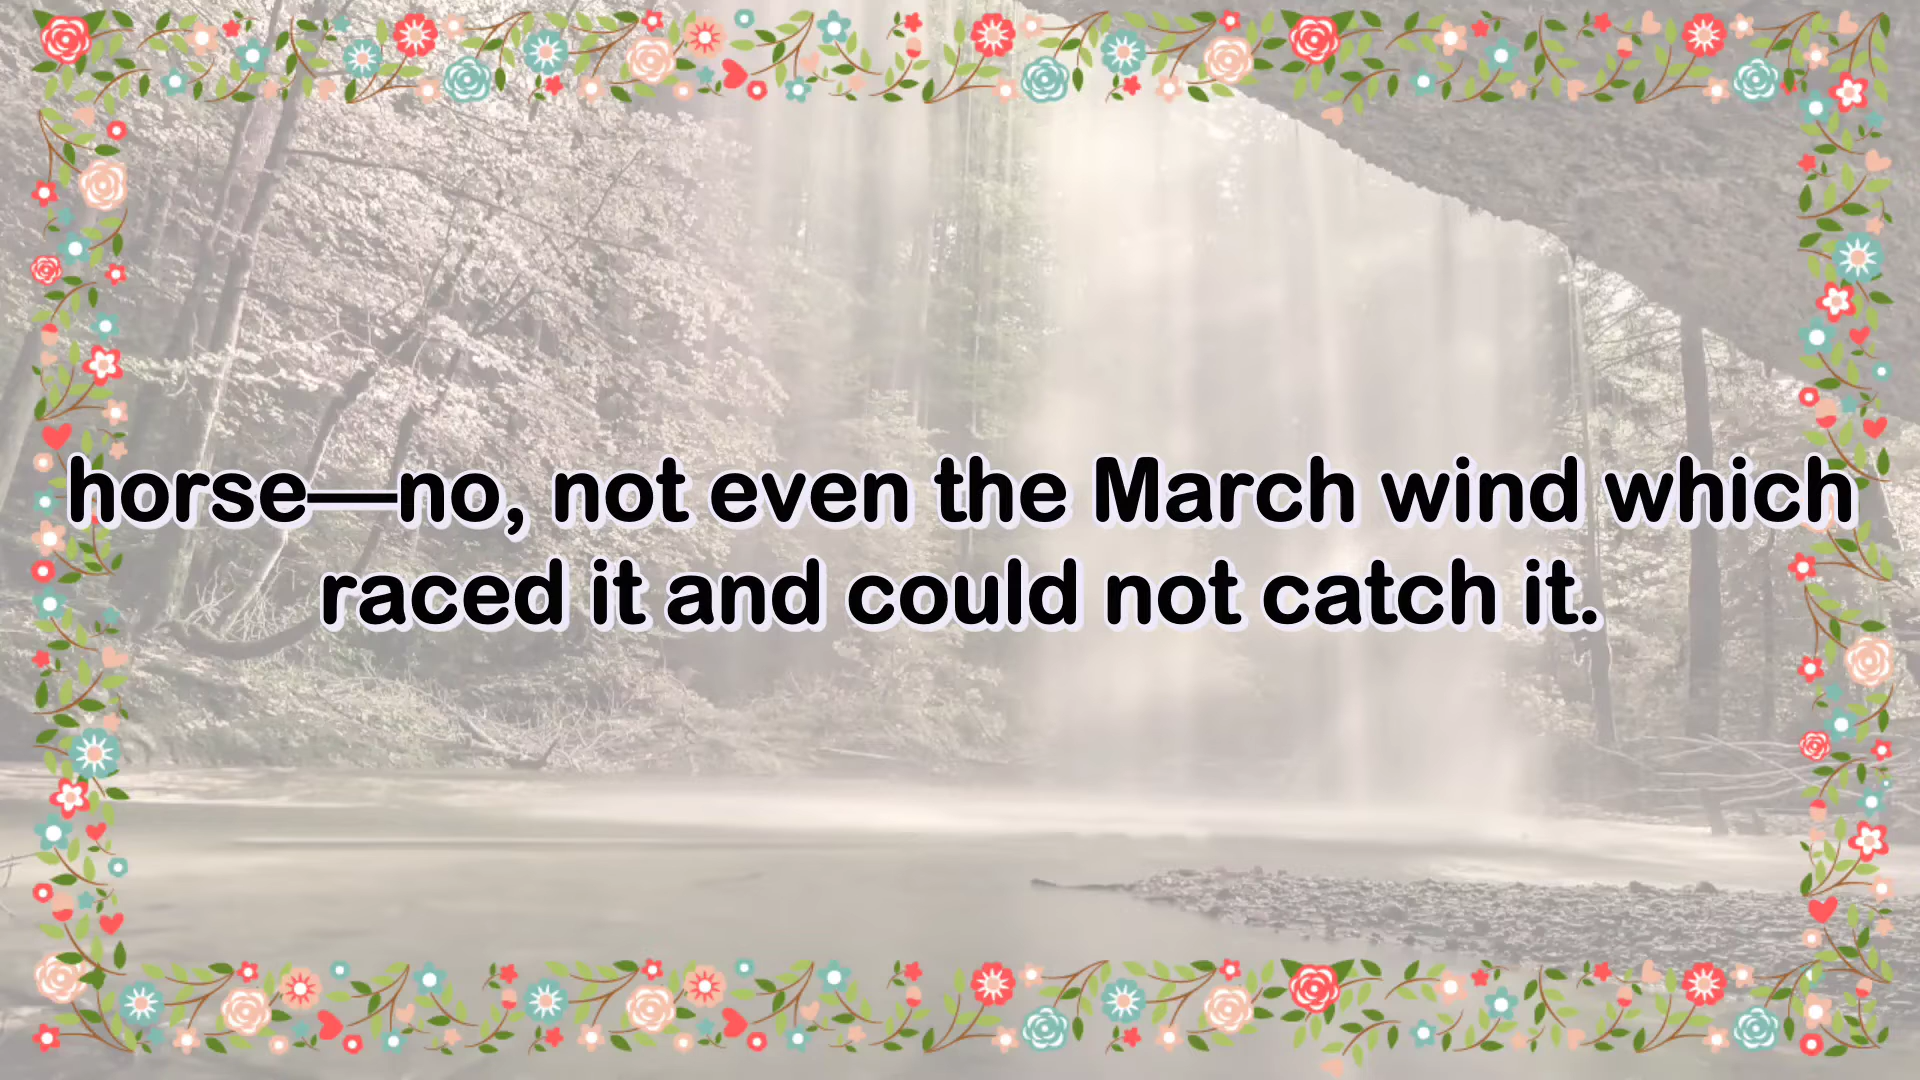 horse—no, not even the March wind which
raced it and could not catch it.